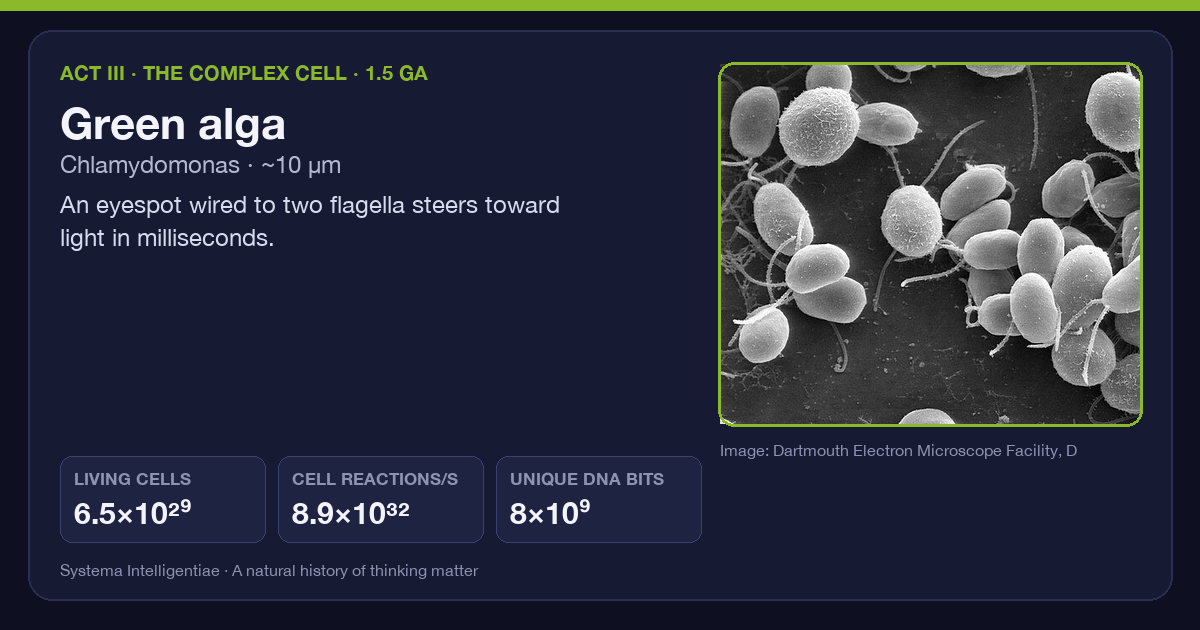 ACT III · THE COMPLEX CELL · 1.5 GA
Green alga
Chlamydomonas · ~10 µm
An eyespot wired to two flagella steers toward
light in milliseconds.
Image: Dartmouth Electron Microscope Facility, D
LIVING CELLS
6.5×10²⁹
CELL REACTIONS/S
8.9×10³²
UNIQUE DNA BITS
8×10⁹
Systema Intelligentiae · A natural history of thinking matter